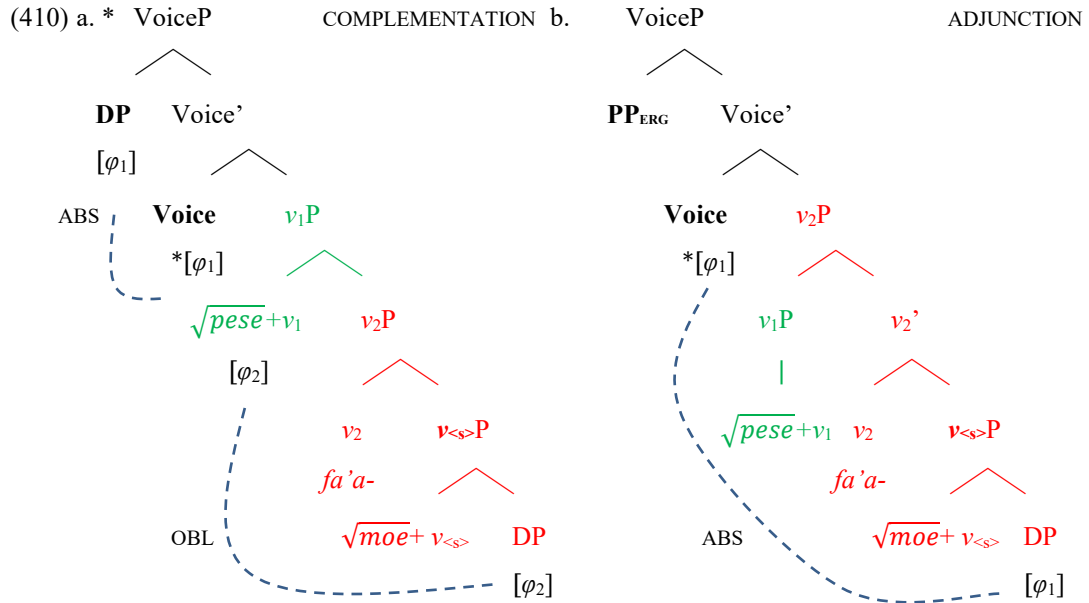 (410) a. * VoiceP COMPLEMENTATION b. VoiceP ADJUNCTION
DP Voice’ PP_ERG Voice’
[φ₁]
ABS Voice v₁P Voice v₂P
*[φ₁] *[φ₁]
√pese+v₁ v₂P v₁P v₂’
[φ₂]
v₂ v<s>P √pese+v₁ v₂ v<s>P
fa’a- fa’a-
OBL √moe+ v<s> DP ABS √moe+ v<s> DP
[φ₂] [φ₁]